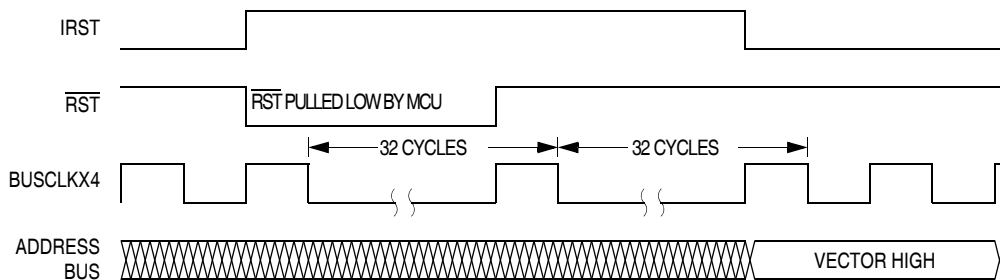 IRST
RST
RST PULLED LOW BY MCU
32 CYCLES
32 CYCLES
BUSCLKX4
ADDRESS
BUS
VECTOR HIGH